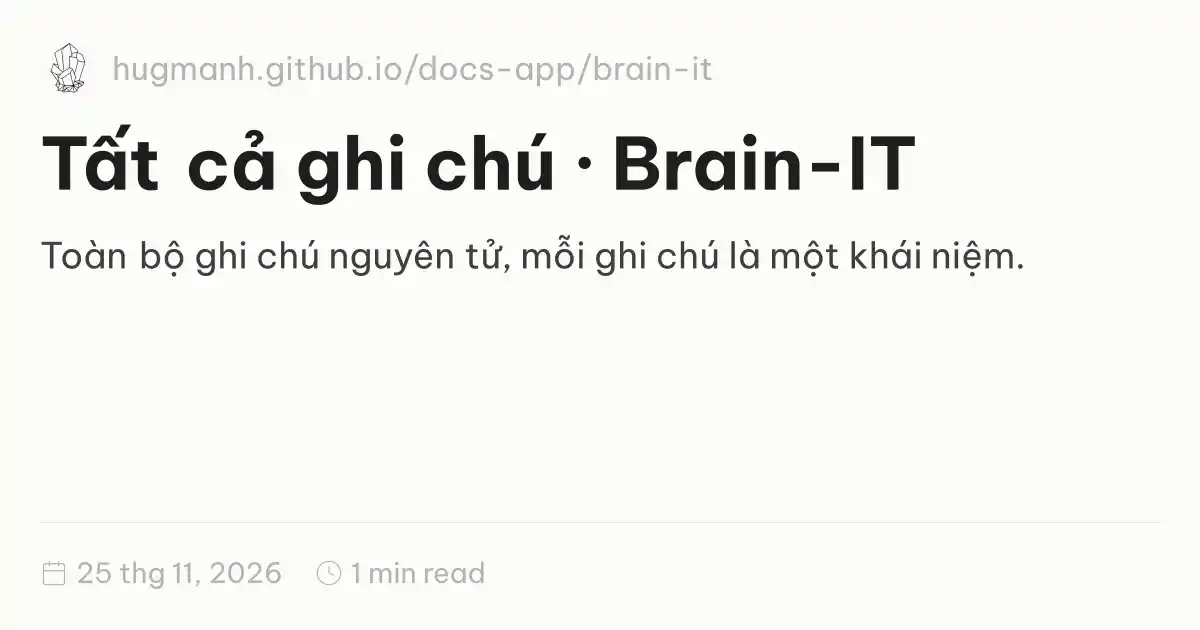 hugmanh.github.io/docs-app/brain-it
Tất cả ghi chú · Brain-IT
Toàn bộ ghi chú nguyên tử, mỗi ghi chú là một khái niệm.
25 thg 11, 2026 1 min read